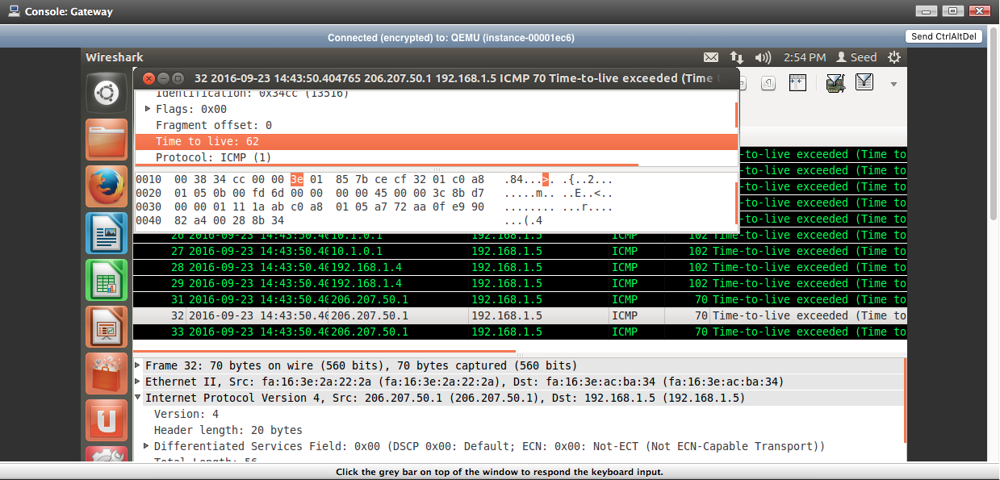 Console: Gateway
Connected (encrypted) to: QEMU (instance-00001ec6)
Send CtrlAltDel
Wireshark
2:54 PM Seed
32 2016-09-23 14:43:50.404765 206.207.50.1 192.168.1.5 ICMP 70 Time-to-live exceeded (Time
Identification: 0x34cc (13516)
Flags: 0x00
Fragment offset: 0
Time to live: 62
Protocol: ICMP (1)
-to-live exceeded (Time to
-to-live exceeded (Time to
-to-live exceeded (Time to
-to-live exceeded (Time to
-to-live exceeded (Time to
0010 00 38 34 cc 00 00 3e 01 85 7b ce cf 32 01 c0 a8 .84...>. .{..2...
0020 01 05 0b 00 fd 6d 00 00 00 00 45 00 00 3c 8b d7 .....m.. ..E..<..
0030 00 00 01 11 1a ab c0 a8 01 05 a7 72 aa 0f e9 90 ........ ...r....
0040 82 a4 00 28 8b 34 ...(.4
26 2016-09-23 14:43:50.40 10.1.0.1 192.168.1.5 ICMP 102 Time-to-live exceeded (Time to
27 2016-09-23 14:43:50.40 10.1.0.1 192.168.1.5 ICMP 102 Time-to-live exceeded (Time to
28 2016-09-23 14:43:50.40 192.168.1.4 192.168.1.5 ICMP 102 Time-to-live exceeded (Time to
29 2016-09-23 14:43:50.40 192.168.1.4 192.168.1.5 ICMP 102 Time-to-live exceeded (Time to
31 2016-09-23 14:43:50.40 206.207.50.1 192.168.1.5 ICMP 70 Time-to-live exceeded (Time to
32 2016-09-23 14:43:50.40 206.207.50.1 192.168.1.5 ICMP 70 Time-to-live exceeded (Time to
33 2016-09-23 14:43:50.40 206.207.50.1 192.168.1.5 ICMP 70 Time-to-live exceeded (Time to
Frame 32: 70 bytes on wire (560 bits), 70 bytes captured (560 bits)
Ethernet II, Src: fa:16:3e:2a:22:2a (fa:16:3e:2a:22:2a), Dst: fa:16:3e:ac:ba:34 (fa:16:3e:ac:ba:34)
Internet Protocol Version 4, Src: 206.207.50.1 (206.207.50.1), Dst: 192.168.1.5 (192.168.1.5)
Version: 4
Header length: 20 bytes
Differentiated Services Field: 0x00 (DSCP 0x00: Default; ECN: 0x00: Not-ECT (Not ECN-Capable Transport))
Total Length: 56
Click the grey bar on top of the window to respond the keyboard input.